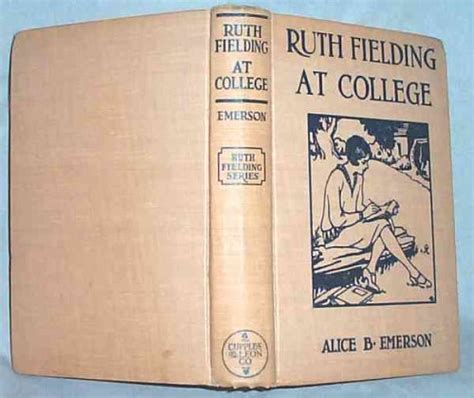 RUTH
FIELDING
AT
COLLEGE
EMERSON
RUTH
FIELDING
SERIES
CUPPLES
& LEON
CO
RUTH FIELDING
AT COLLEGE
ALICE B. EMERSON